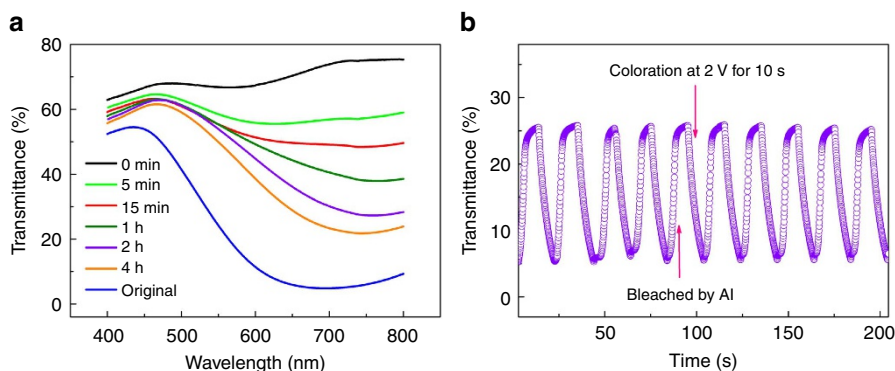 a
80
60
40
20
0
Transmittance (%)
0 min
5 min
15 min
1 h
2 h
4 h
Original
400 500 600 700 800
Wavelength (nm)
b
30
20
10
0
Transmittance (%)
Coloration at 2 V for 10 s
Bleached by Al
50 100 150 200
Time (s)